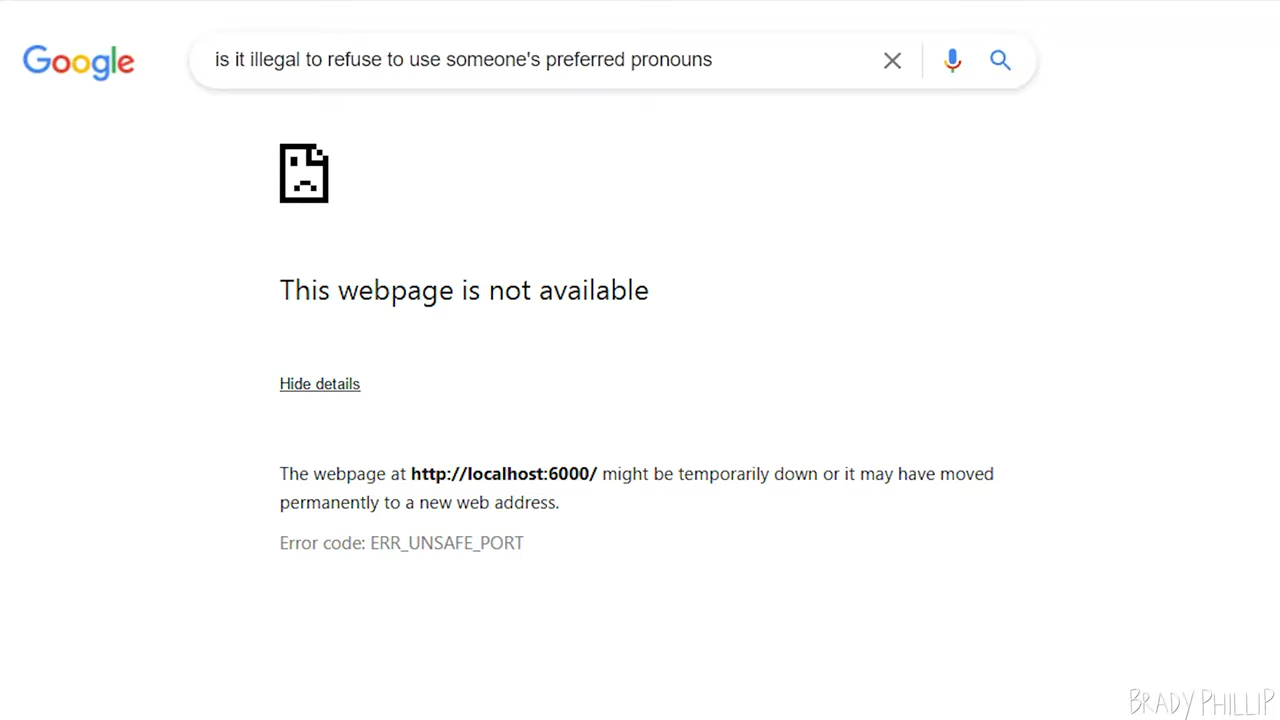 Google
is it illegal to refuse to use someone's preferred pronouns
This webpage is not available
Hide details
The webpage at http://localhost:6000/ might be temporarily down or it may have moved
permanently to a new web address.
Error code: ERR_UNSAFE_PORT
BRADY PHILLIP